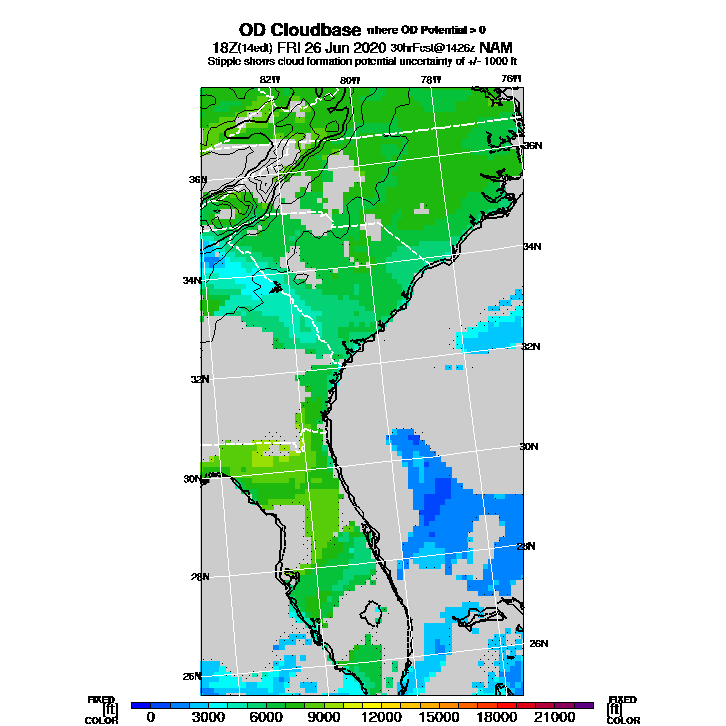 OD Cloudbase where OD Potential > 0
18Z(14edt) FRI 26 Jun 2020 30hrFcst@1426z NAM
Stipple shows cloud formation potential uncertainty of +/- 1000 ft
82W 80W 78W 76W
36N 36N
34N 34N
32N 32N
30N 30N
28N 28N
26N 26N
FIXED FIXED
[ft] [ft]
COLOR COLOR
0 3000 6000 9000 12000 15000 18000 21000